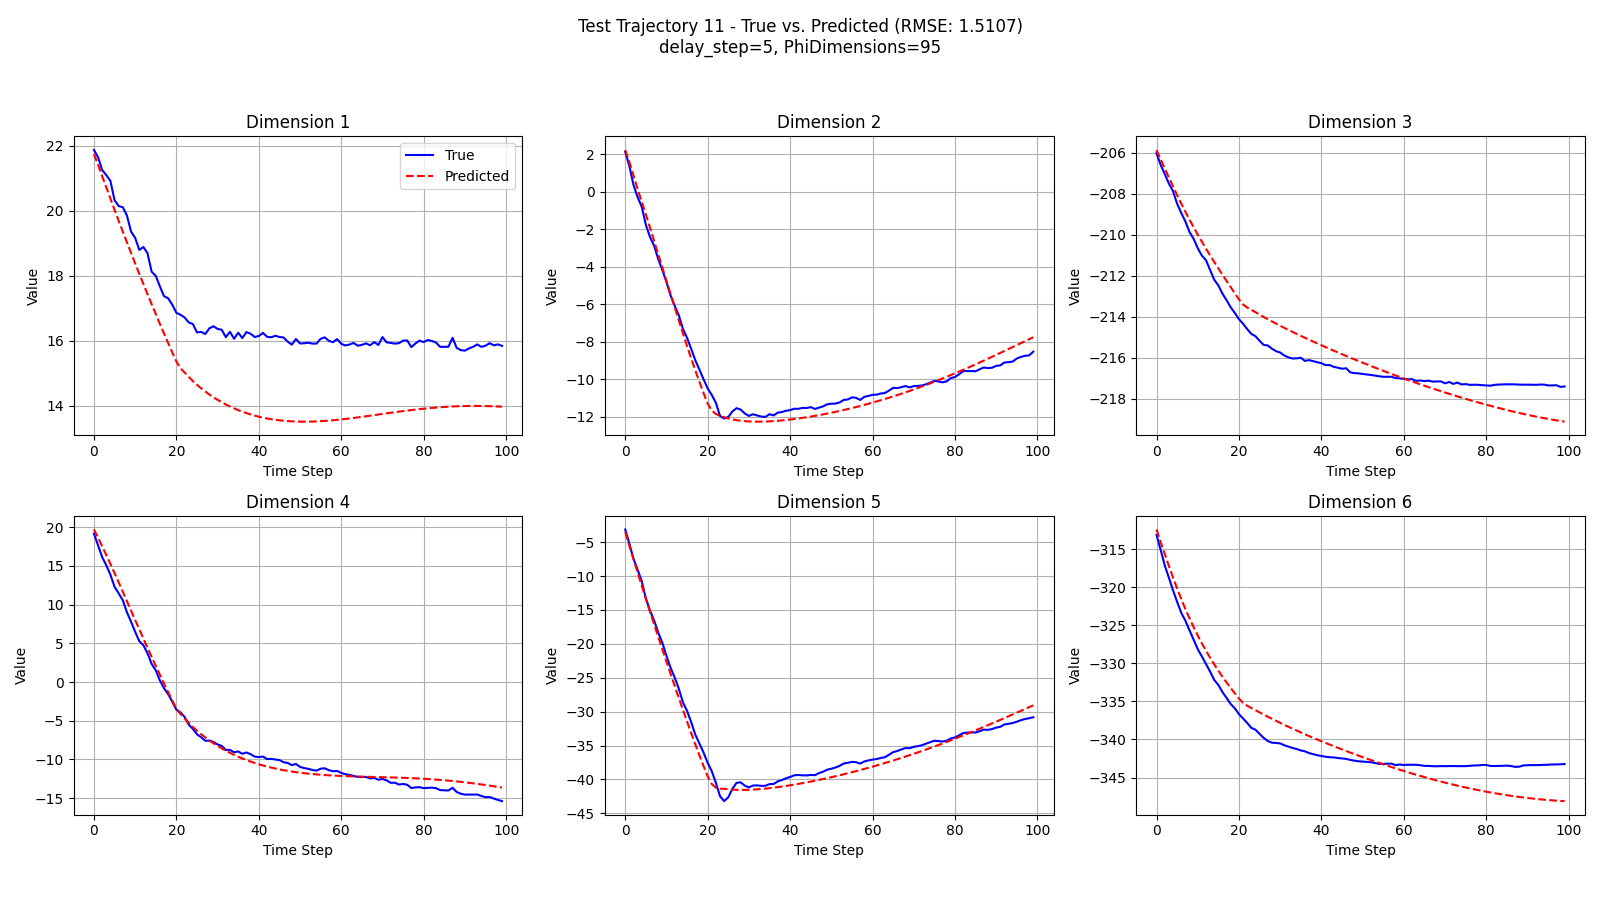 Test Trajectory 11 - True vs. Predicted (RMSE: 1.5107)
delay_step=5, PhiDimensions=95
Dimension 1
22
20
18
16
14
Value
0 20 40 60 80 100
Time Step
True
Predicted
Dimension 2
2
0
−2
−4
−6
−8
−10
−12
Value
0 20 40 60 80 100
Time Step
Dimension 3
−206
−208
−210
−212
−214
−216
−218
Value
0 20 40 60 80 100
Time Step
Dimension 4
20
15
10
5
0
−5
−10
−15
Value
0 20 40 60 80 100
Time Step
Dimension 5
−5
−10
−15
−20
−25
−30
−35
−40
−45
Value
0 20 40 60 80 100
Time Step
Dimension 6
−315
−320
−325
−330
−335
−340
−345
Value
0 20 40 60 80 100
Time Step